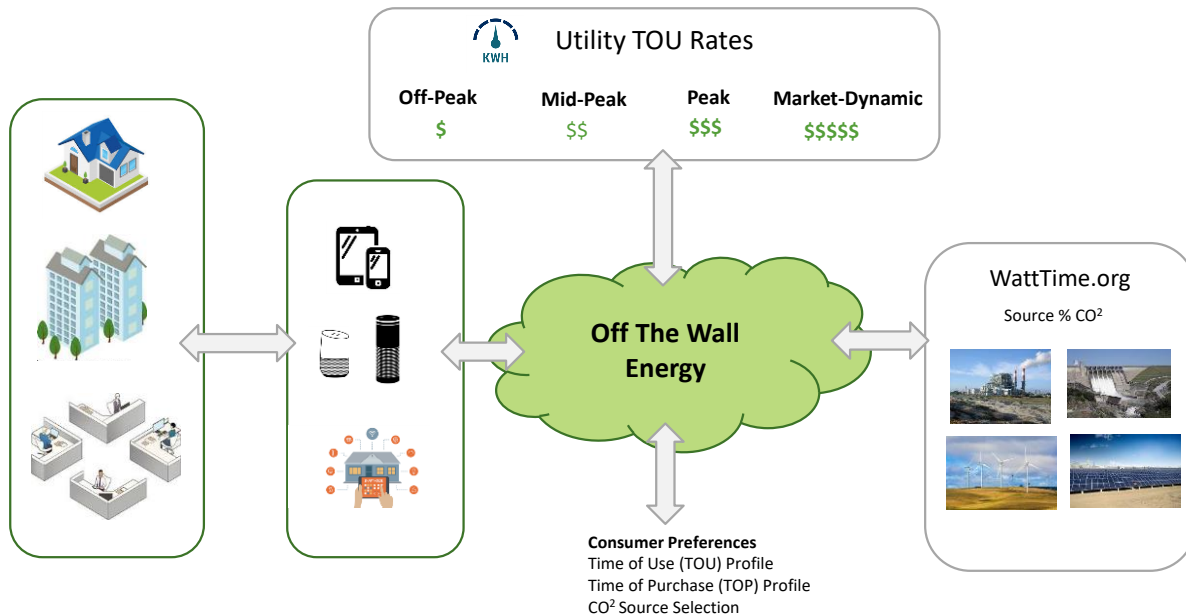 KWH
Utility TOU Rates
Off-Peak Mid-Peak Peak Market-Dynamic
$ $$ $$$ $$$$$
WattTime.org
Source % CO²
Off The Wall
Energy
Consumer Preferences
Time of Use (TOU) Profile
Time of Purchase (TOP) Profile
CO² Source Selection